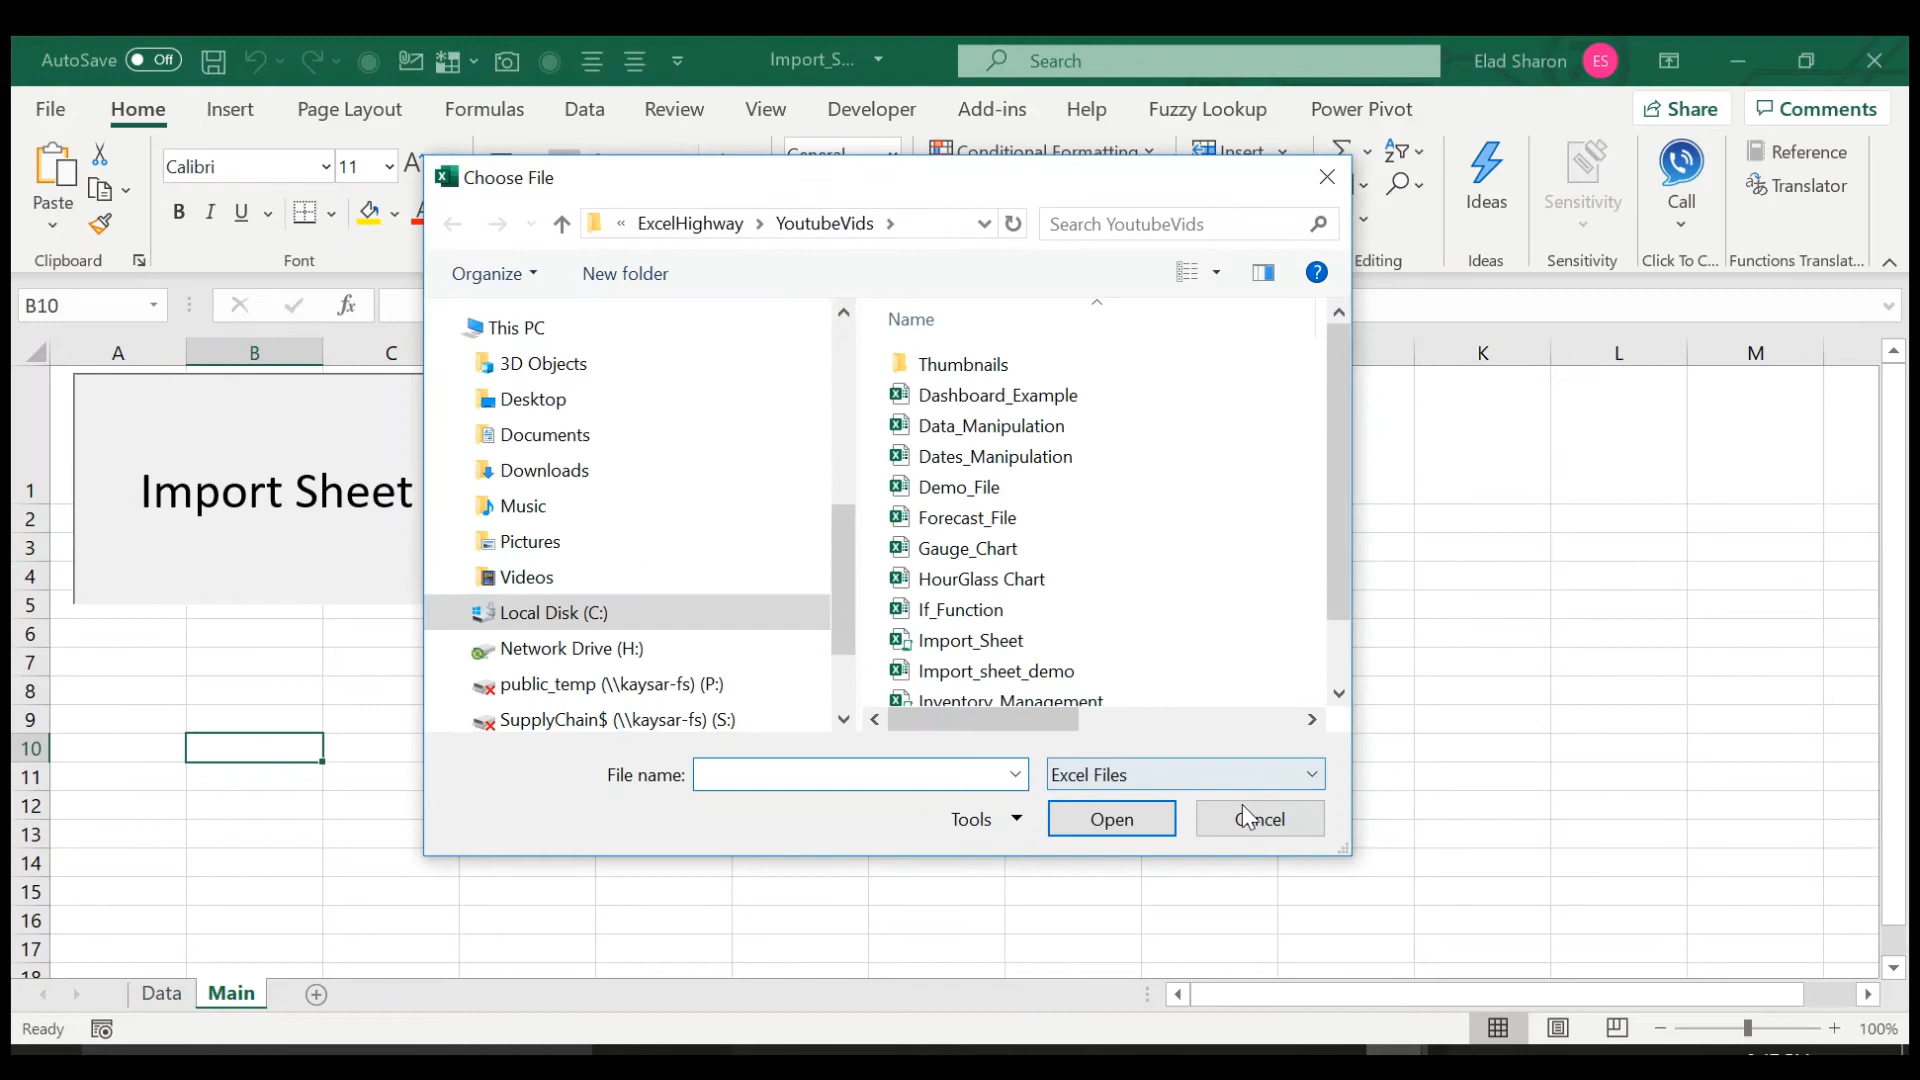 AutoSave Off Import_S... Search Elad Sharon ES
File Home Insert Page Layout Formulas Data Review View Developer Add-ins Help Fuzzy Lookup Power Pivot Share Comments
Paste
Clipboard
Calibri 11
B I U
Font
General
Conditional Formatting
Insert
Editing
Ideas
Ideas
Sensitivity
Sensitivity
Call
Click To C...
Reference
Translator
Functions Translat...
B10
fx
A B C K L M
1
2
3
4
5
6
7
8
9
10
11
12
13
14
15
16
17
18
Import Sheet
Choose File
« ExcelHighway > YoutubeVids > Search YoutubeVids
Organize New folder
This PC
3D Objects
Desktop
Documents
Downloads
Music
Pictures
Videos
Local Disk (C:)
Network Drive (H:)
public_temp (\\kaysar-fs) (P:)
SupplyChain$ (\\kaysar-fs) (S:)
Name
Thumbnails
Dashboard_Example
Data_Manipulation
Dates_Manipulation
Demo_File
Forecast_File
Gauge_Chart
HourGlass Chart
If_Function
Import_Sheet
Import_sheet_demo
Inventory_Management
File name: Excel Files
Tools Open Cancel
Data Main
Ready 100%